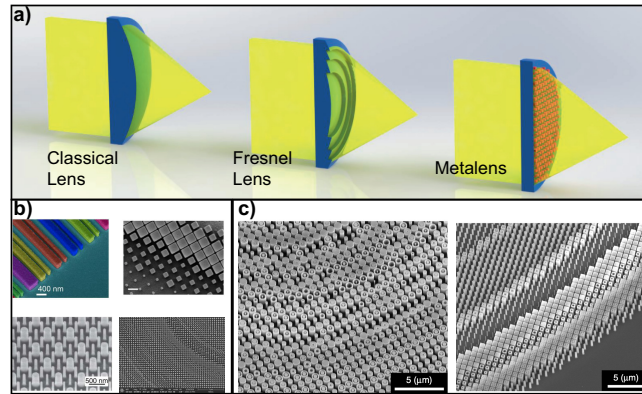 a)
Classical
Lens
Fresnel
Lens
Metalens
b)
400 nm
500 nm
c)
5 (μm)
5 (μm)